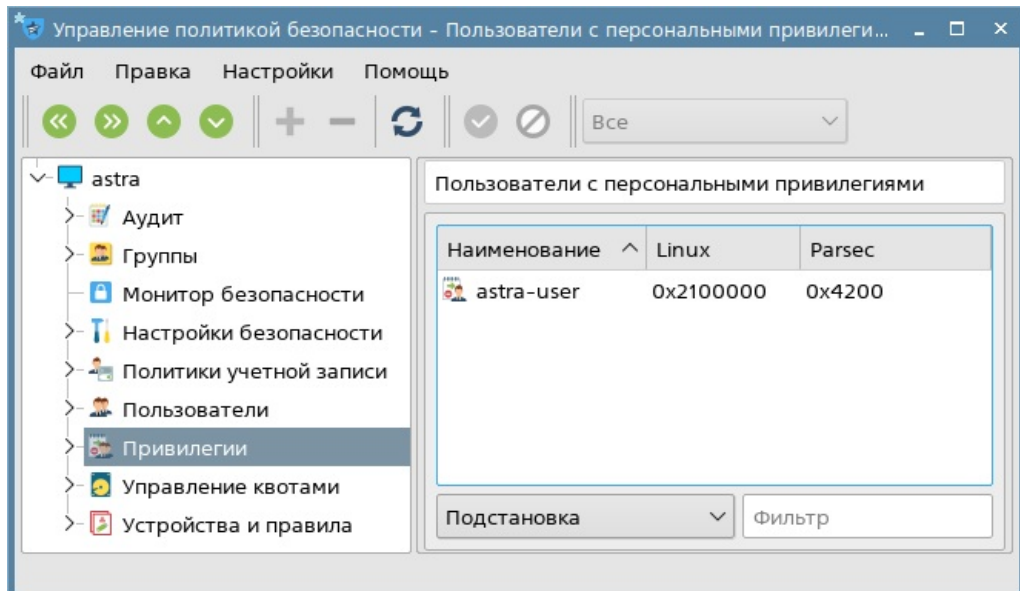 Управление политикой безопасности - Пользователи с персональными привилеги...
Файл Правка Настройки Помощь
Все
astra
Аудит
Группы
Монитор безопасности
Настройки безопасности
Политики учетной записи
Пользователи
Привилегии
Управление квотами
Устройства и правила
Пользователи с персональными привилегиями
Наименование Linux Parsec
astra-user 0x2100000 0x4200
Подстановка Фильтр